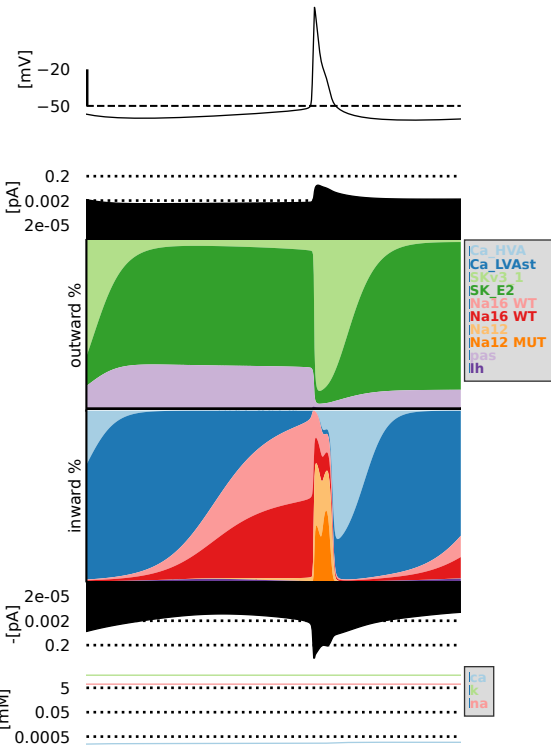 [mV]
−20
−50
[pA]
0.2
0.002
2e-05
outward %
Ca_HVA
Ca_LVAst
SKv3_1
SK_E2
Na16 WT
Na16 WT
Na12
Na12 MUT
pas
Ih
inward %
-[pA]
2e-05
0.002
0.2
[mM]
5
0.05
0.0005
ca
k
na